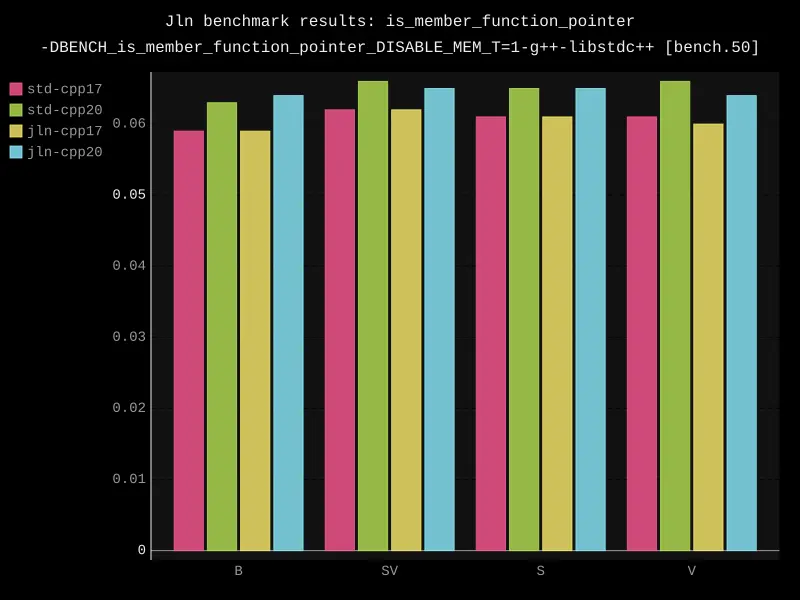 Jln benchmark results: is_member_function_pointer
-DBENCH_is_member_function_pointer_DISABLE_MEM_T=1-g++-libstdc++ [bench.50]
std-cpp17
std-cpp20
jln-cpp17
jln-cpp20
0.06
0.05
0.04
0.03
0.02
0.01
0
B SV S V